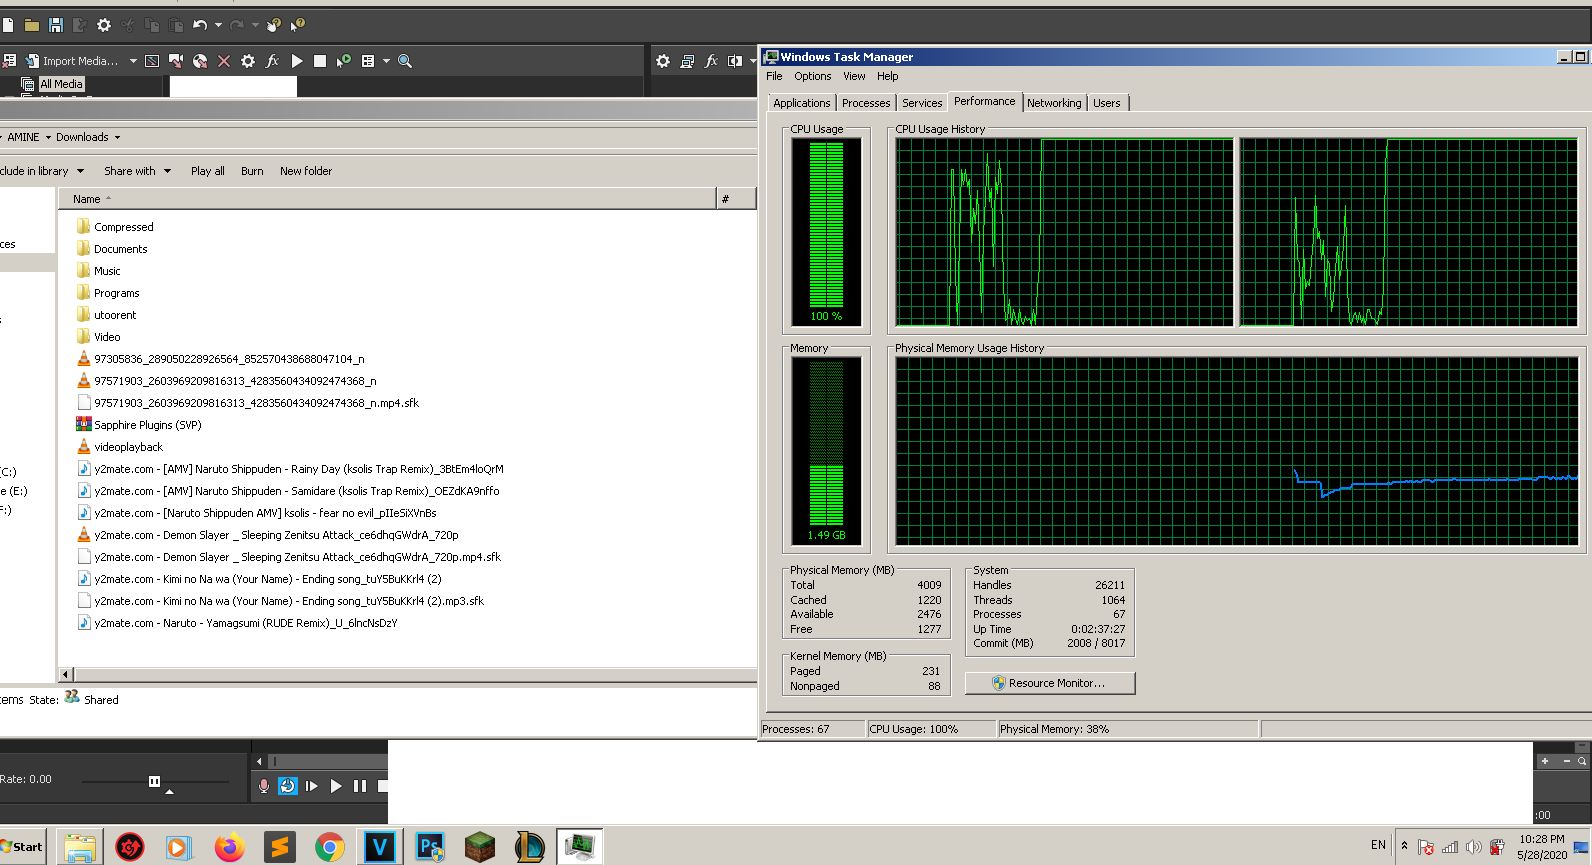 Import Media...
All Media
AMINE Downloads
clude in library Share with Play all Burn New folder
Name #
ces
Compressed
Documents
Music
Programs
utoorent
Video
97305836_289050228926564_852570438688047104_n
97571903_2603969209816313_4283560434092474368_n
97571903_2603969209816313_4283560434092474368_n.mp4.sfk
Sapphire Plugins (SVP)
videoplayback
y2mate.com - [AMV] Naruto Shippuden - Rainy Day (ksolis Trap Remix)_3BtEm4loQrM
(C:)
y2mate.com - [AMV] Naruto Shippuden - Samidare (ksolis Trap Remix)_OEZdKA9nffo
e (E:)
y2mate.com - [Naruto Shippuden AMV] ksolis - fear no evil_pIIeSiXVnBs
F:)
y2mate.com - Demon Slayer _ Sleeping Zenitsu Attack_ce6dhqGWdrA_720p
y2mate.com - Demon Slayer _ Sleeping Zenitsu Attack_ce6dhqGWdrA_720p.mp4.sfk
y2mate.com - Kimi no Na wa (Your Name) - Ending song_tuY5BuKKrl4 (2)
y2mate.com - Kimi no Na wa (Your Name) - Ending song_tuY5BuKKrl4 (2).mp3.sfk
y2mate.com - Naruto - Yamagsumi (RUDE Remix)_U_6lncNsDzY
tems State: Shared
Windows Task Manager
File Options View Help
Applications Processes Services Performance Networking Users
CPU Usage CPU Usage History
100 %
Memory Physical Memory Usage History
1.49 GB
Physical Memory (MB)
Total 4009
Cached 1220
Available 2476
Free 1277
Kernel Memory (MB)
Paged 231
Nonpaged 88
System
Handles 26211
Threads 1064
Processes 67
Up Time 0:02:37:27
Commit (MB) 2008 / 8017
Resource Monitor...
Processes: 67 CPU Usage: 100% Physical Memory: 38%
Rate: 0.00
:00
Start
V
Ps
EN
10:28 PM
5/28/2020